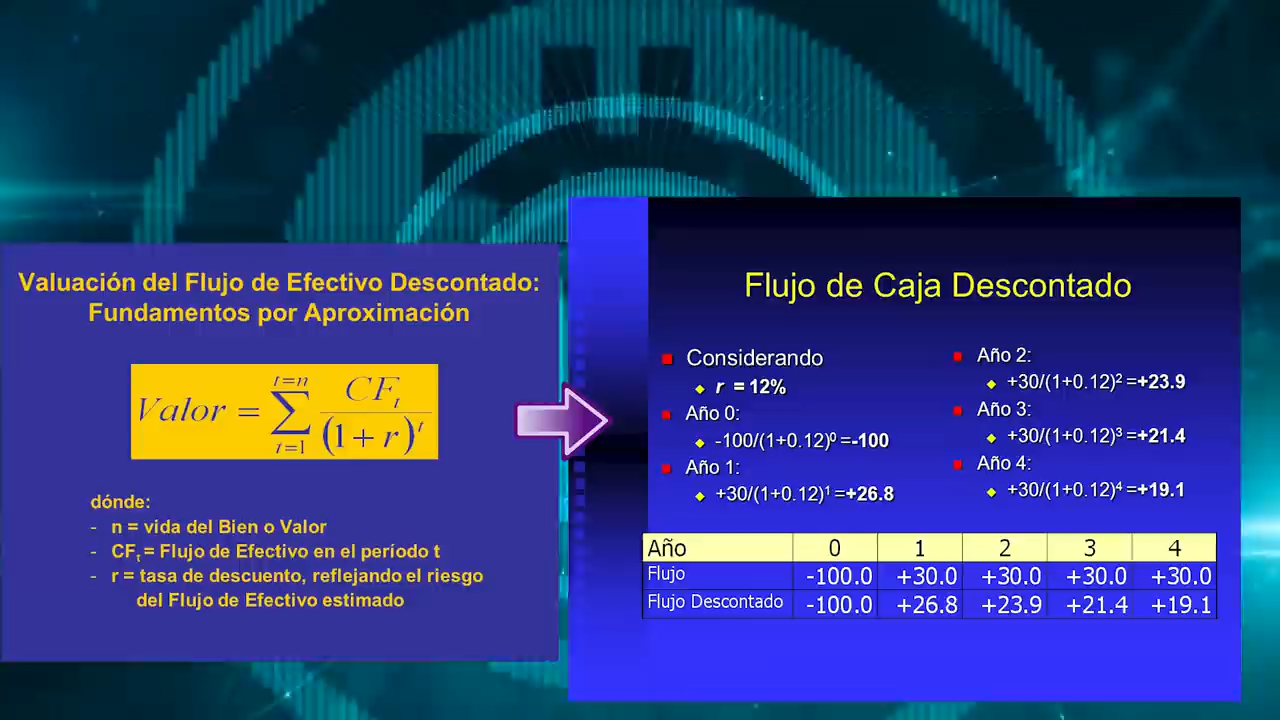 Valuación del Flujo de Efectivo Descontado:
Fundamentos por Aproximación
Valor = ∑ t=n t=1 CFt / (1 + r)^t
dónde:
- n = vida del Bien o Valor
- CFt = Flujo de Efectivo en el período t
- r = tasa de descuento, reflejando el riesgo
del Flujo de Efectivo estimado
Flujo de Caja Descontado
Considerando
r = 12%
Año 0:
-100/(1+0.12)⁰ =-100
Año 1:
+30/(1+0.12)¹ =+26.8
Año 2:
+30/(1+0.12)² =+23.9
Año 3:
+30/(1+0.12)³ =+21.4
Año 4:
+30/(1+0.12)⁴ =+19.1
Año 0 1 2 3 4
Flujo -100.0 +30.0 +30.0 +30.0 +30.0
Flujo Descontado -100.0 +26.8 +23.9 +21.4 +19.1